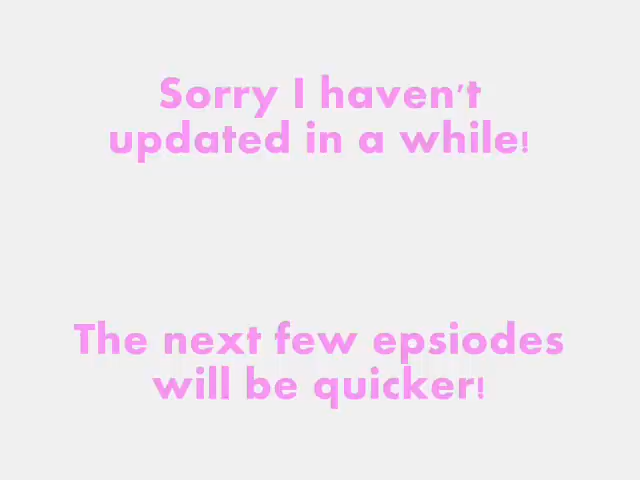 Sorry I haven't
updated in a while!
The next few epsiodes
will be quicker!